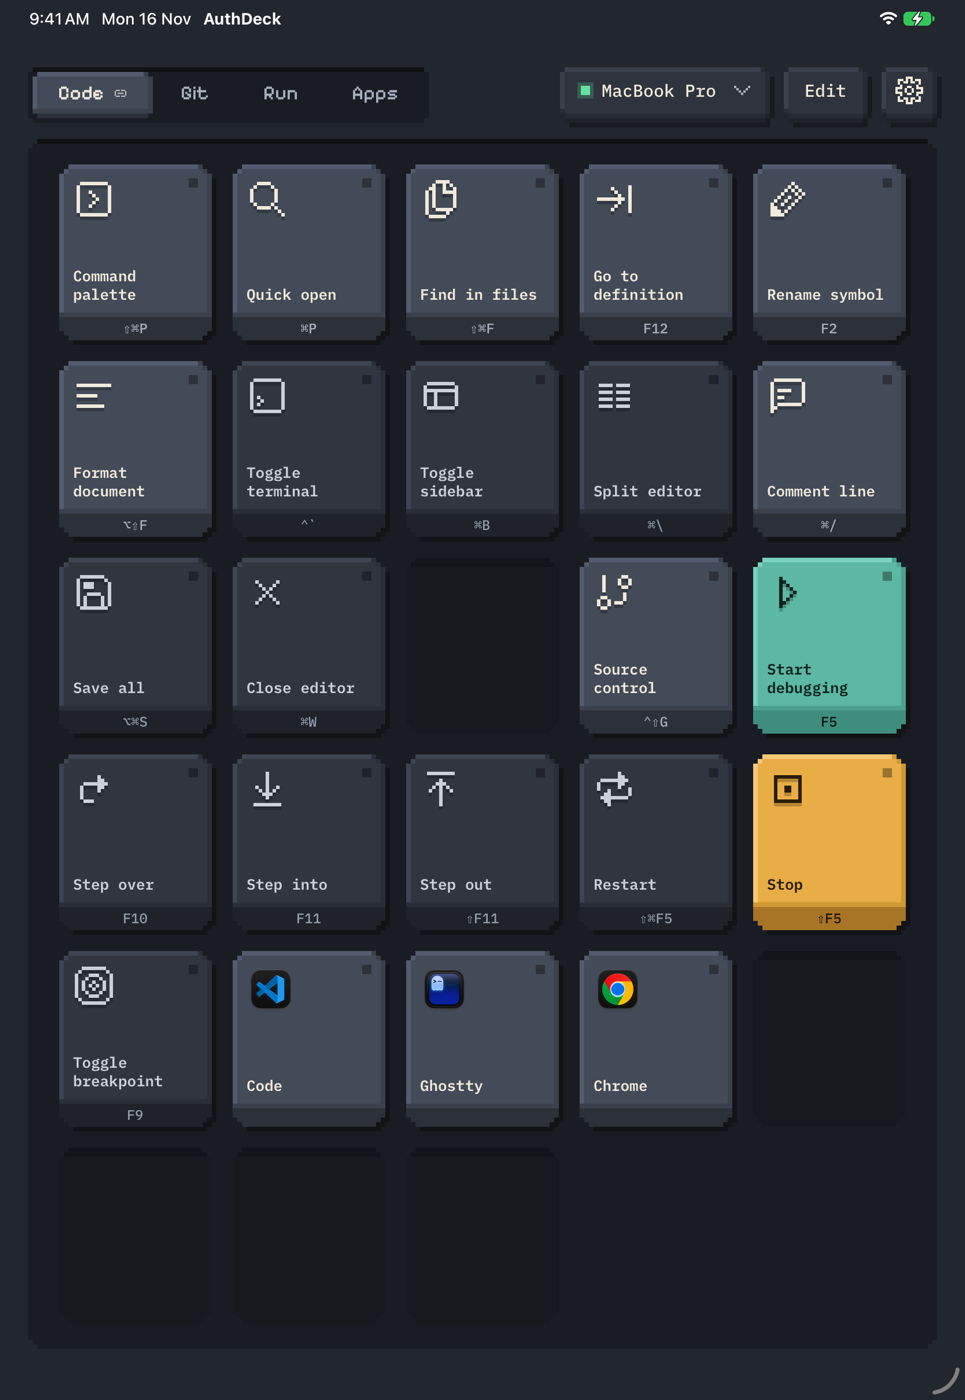 9:41 AM Mon 16 Nov AuthDeck
Code Git Run Apps MacBook Pro Edit
Command
palette
⇧⌘P
Quick open
⌘P
Find in files
⇧⌘F
Go to
definition
F12
Rename symbol
F2
Format
document
⌥⇧F
Toggle
terminal
^`
Toggle
sidebar
⌘B
Split editor
⌘\
Comment line
⌘/
Save all
⌥⌘S
Close editor
⌘W
Source
control
^⇧G
Start
debugging
F5
Step over
F10
Step into
F11
Step out
⇧F11
Restart
⇧⌘F5
Stop
⇧F5
Toggle
breakpoint
F9
Code
Ghostty
Chrome